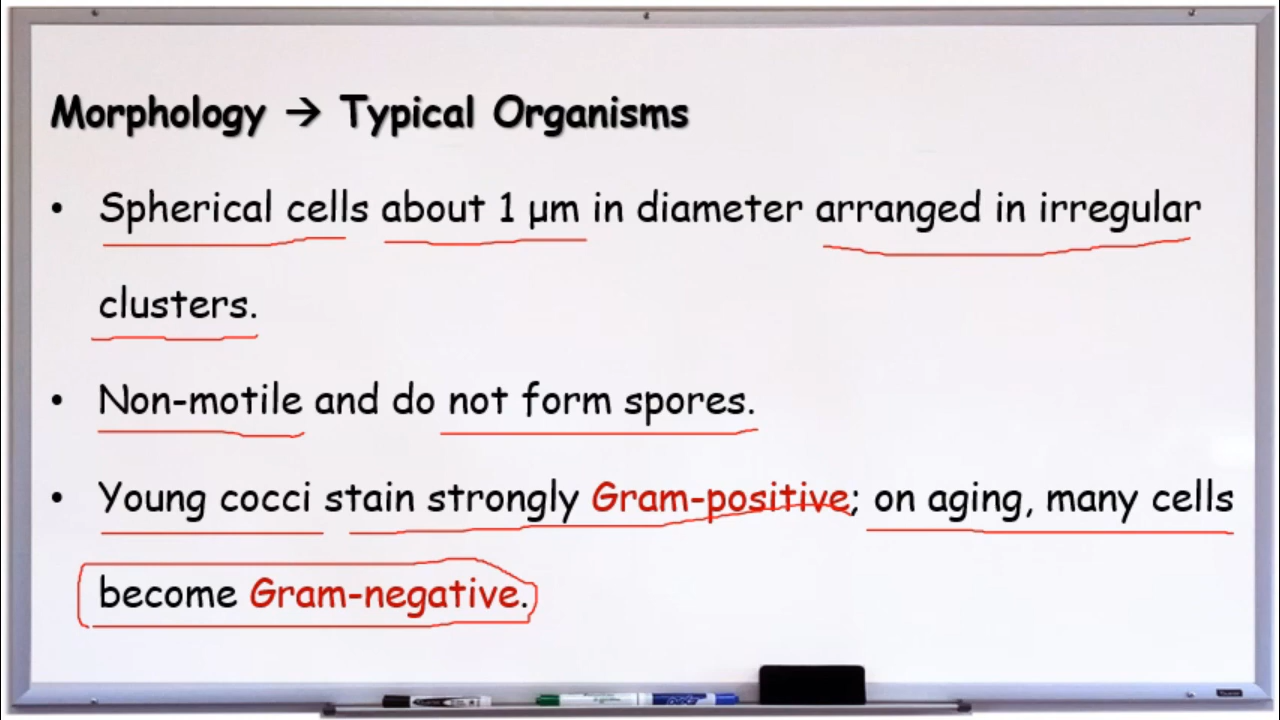 Morphology → Typical Organisms
• Spherical cells about 1 µm in diameter arranged in irregular
clusters.
• Non-motile and do not form spores.
• Young cocci stain strongly Gram-positive; on aging, many cells
become Gram-negative.